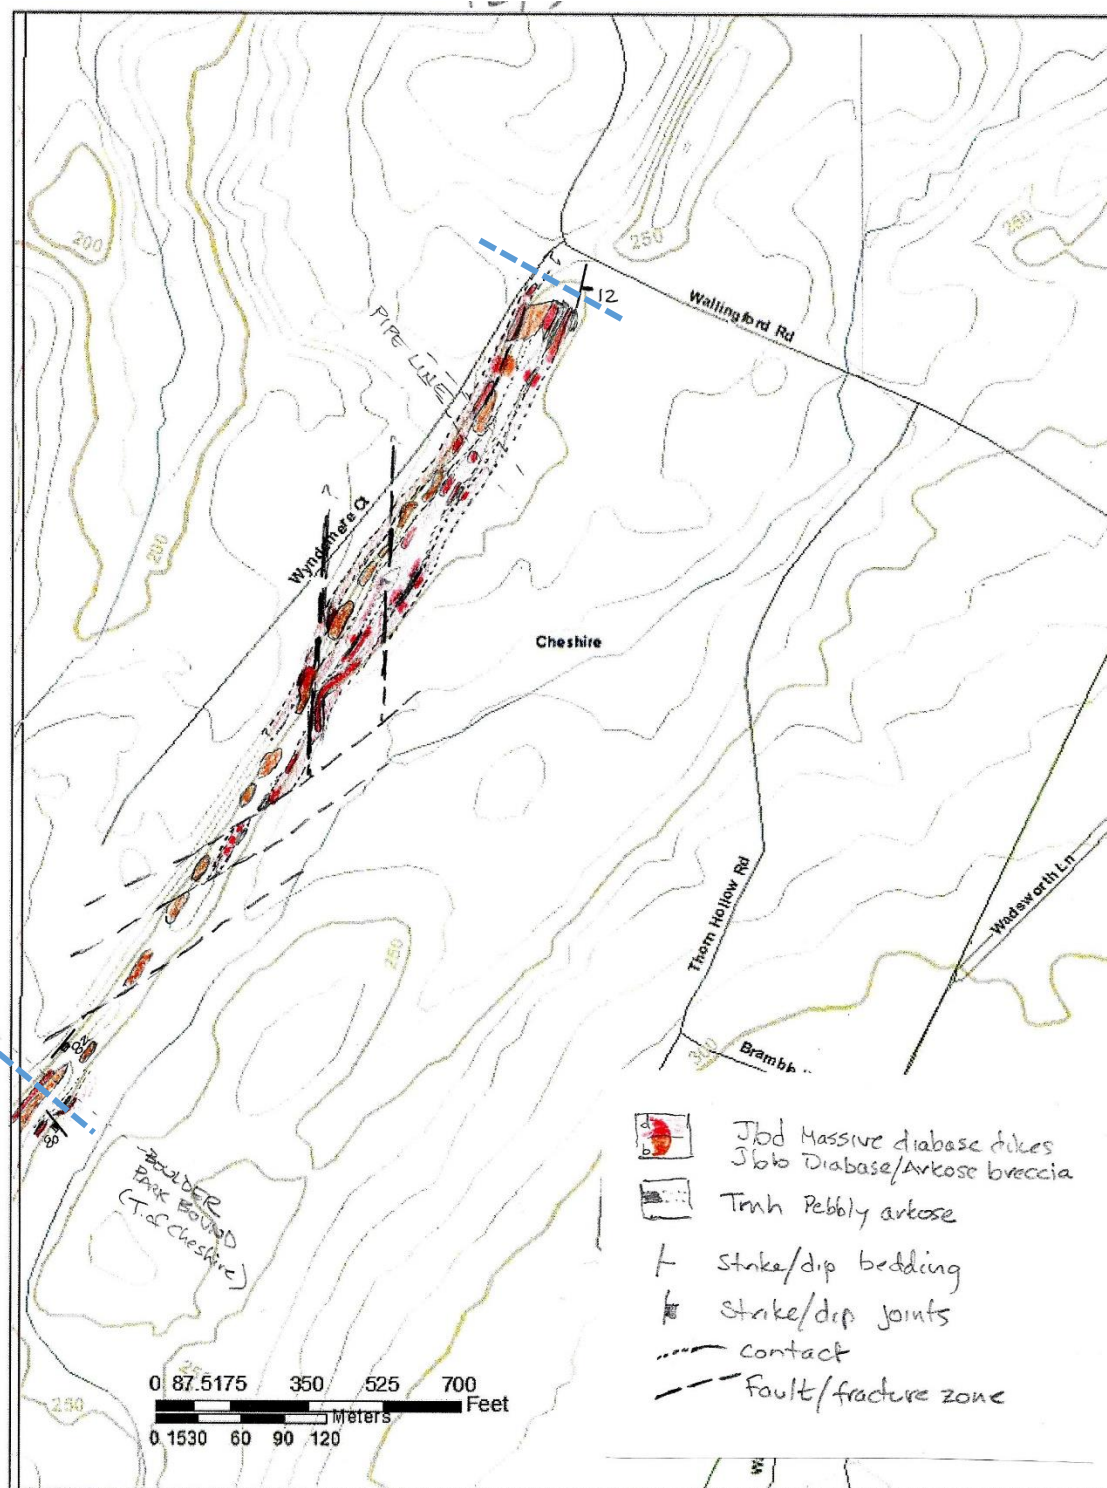 200
250
250
12
Wallingford Rd
PIPE LINE
200
Wyndemere Ct
Cheshire
Thorn Hollow Rd
Wadsworth Ln
250
300
82
80
BOULDER
PARK BOUND
(T. of Cheshire)
Jbd Massive diabase dikes
Jbb Diabase/Arkose breccia
d
b
Trnh Pebbly arkose
Strike/dip bedding
Strike/dip joints
contact
fault/fracture zone
250
0 87.5175 350 525 700
Feet
Meters
0 1530 60 90 120